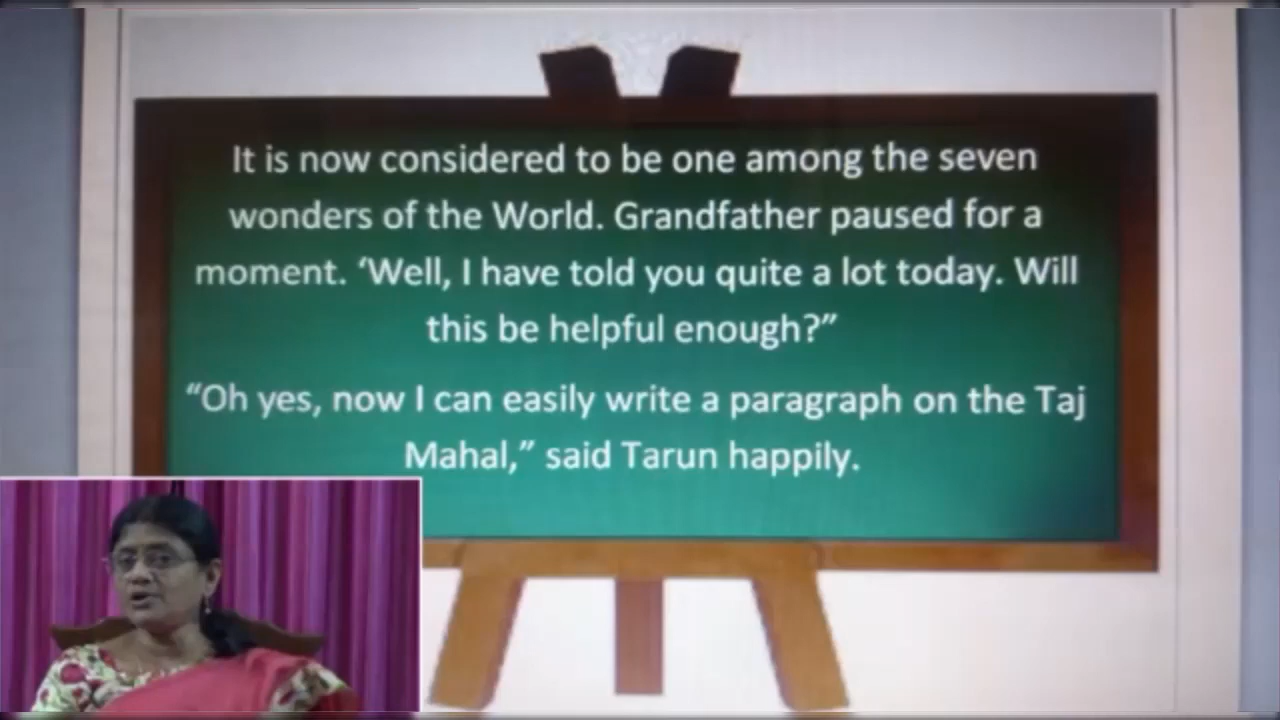 It is now considered to be one among the seven
wonders of the World. Grandfather paused for a
moment. ‘Well, I have told you quite a lot today. Will
this be helpful enough?”
“Oh yes, now I can easily write a paragraph on the Taj
Mahal,” said Tarun happily.